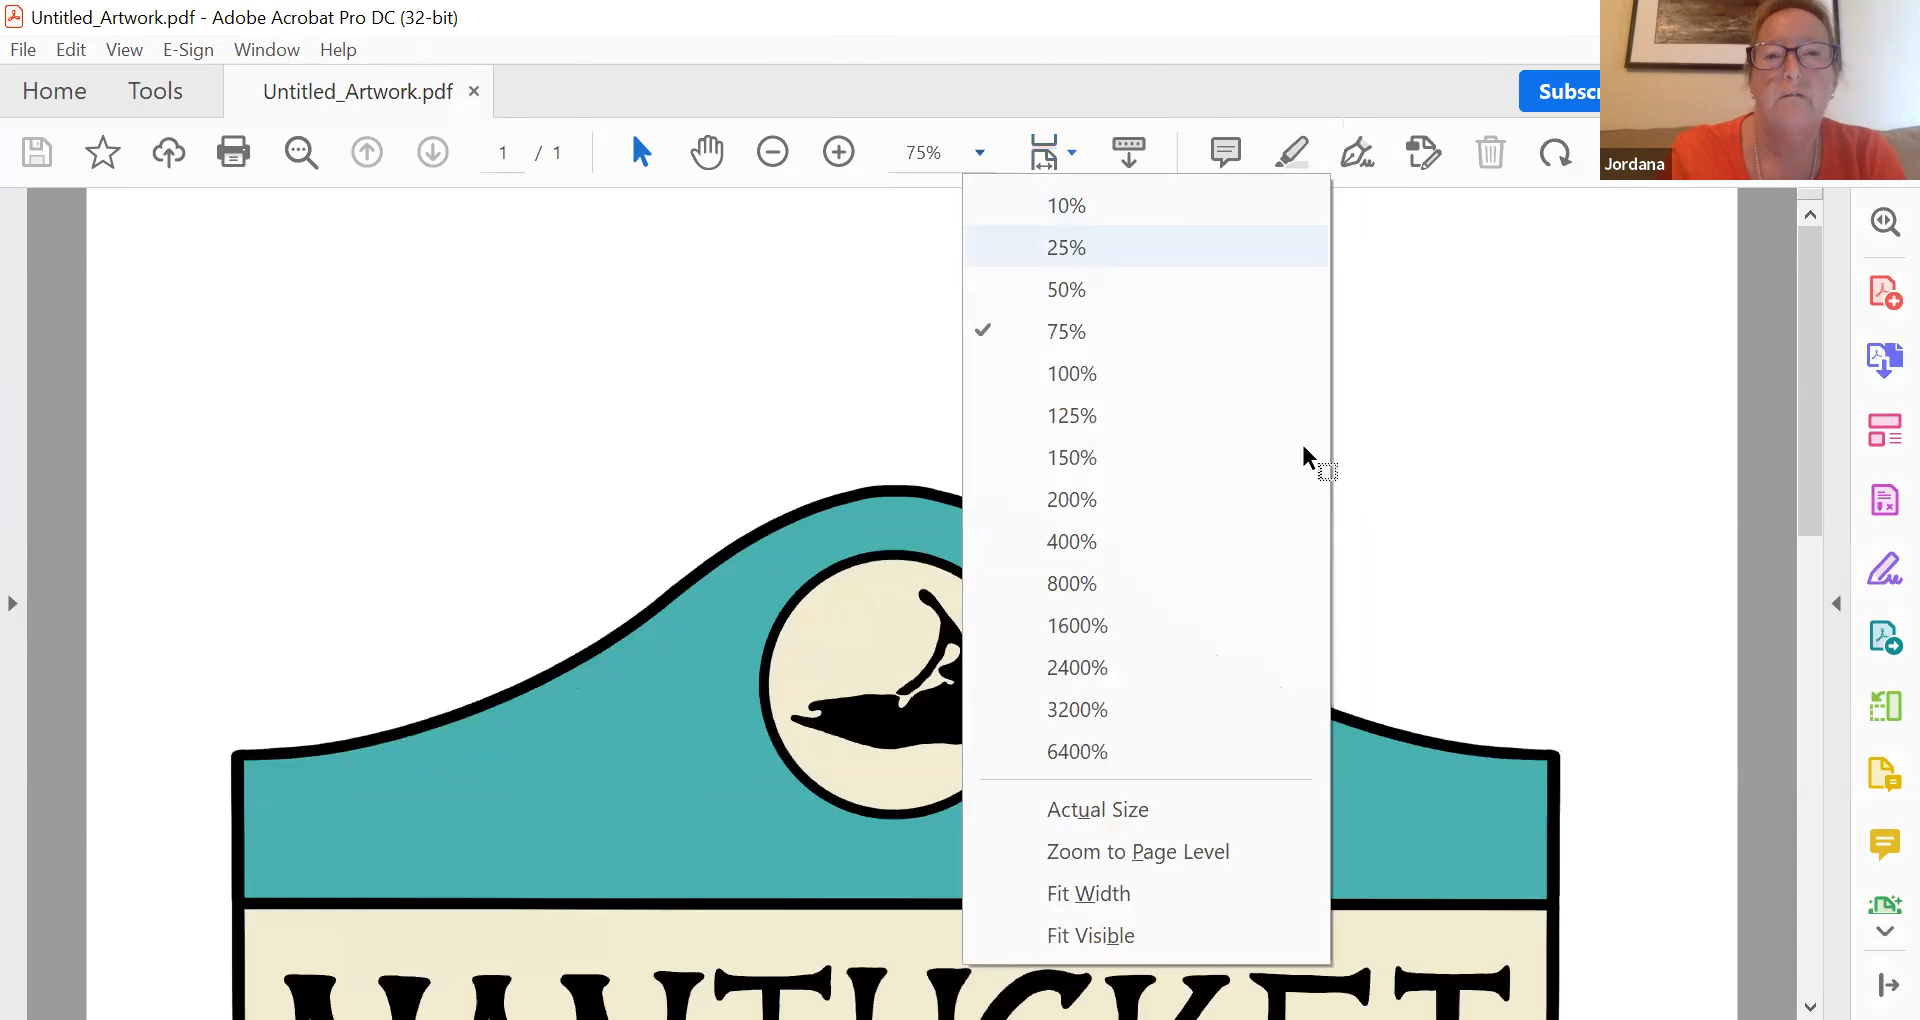 Untitled_Artwork.pdf - Adobe Acrobat Pro DC (32-bit)
File Edit View E-Sign Window Help
Home Tools Untitled_Artwork.pdf ×
Subscr
1 / 1 75%
Jordana
10%
25%
50%
75%
100%
125%
150%
200%
400%
800%
1600%
2400%
3200%
6400%
Actual Size
Zoom to Page Level
Fit Width
Fit Visible
NANTUCKET